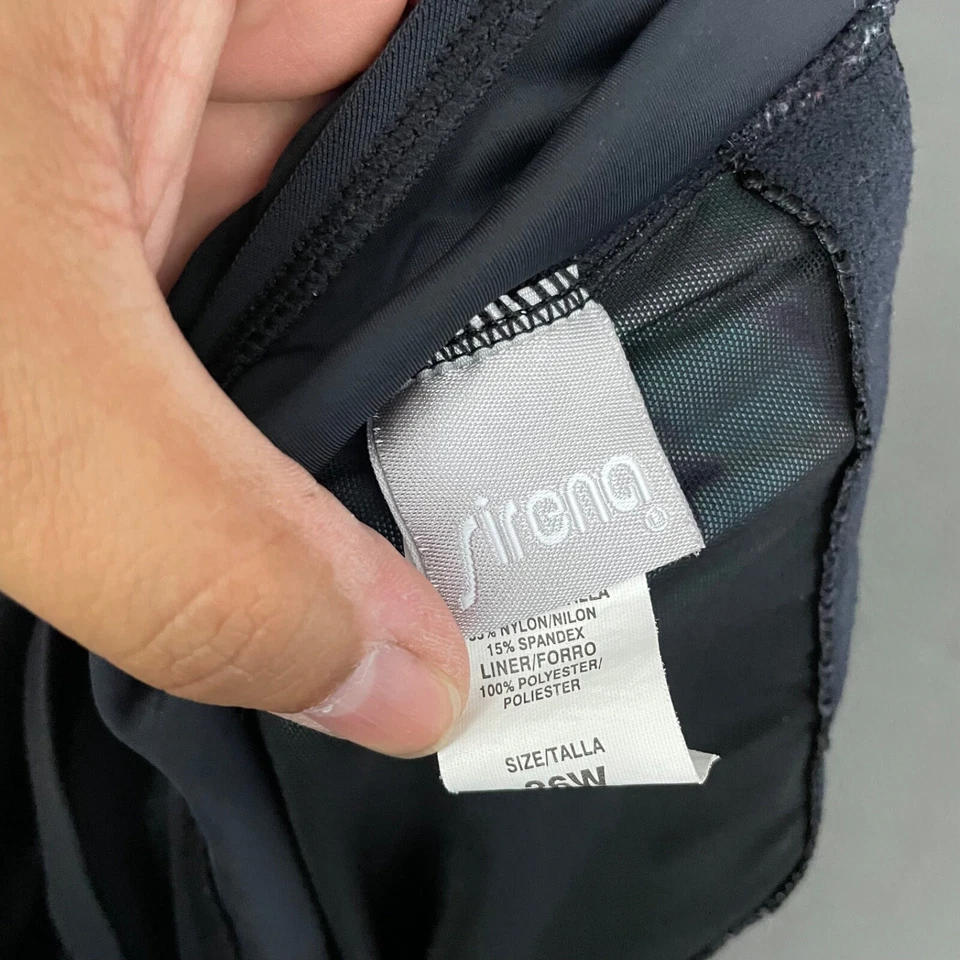 sirena
NYLON/NILON
15% SPANDEX
LINER/FORRO
100% POLYESTER/
POLIESTER
SIZE/TALLA